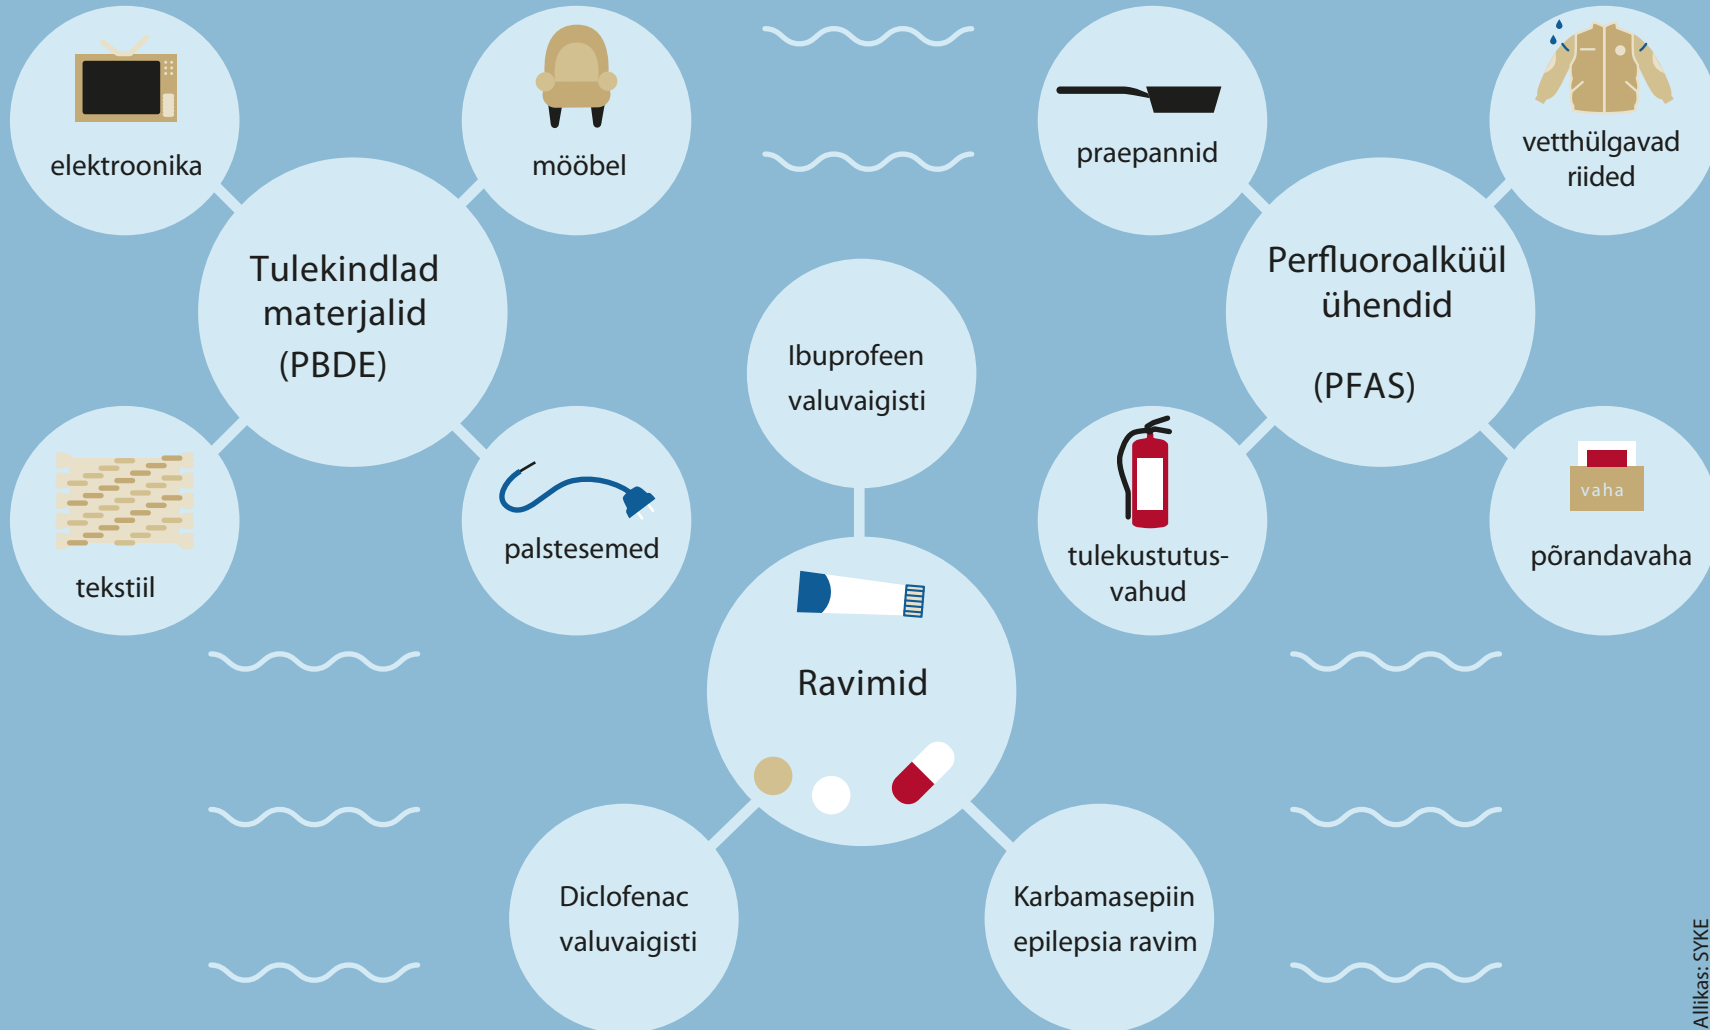 elektroonika
mööbel
Tulekindlad
materjalid
(PBDE)
tekstiil
palstesemed
praepannid
vetthülgavad
riided
Perfluoroalküül
ühendid
(PFAS)
tulekustutus-
vahud
vaha
põrandavaha
Ibuprofeen
valuvaigisti
Ravimid
Diclofenac
valuvaigisti
Karbamasepiin
epilepsia ravim
Allikas: SYKE